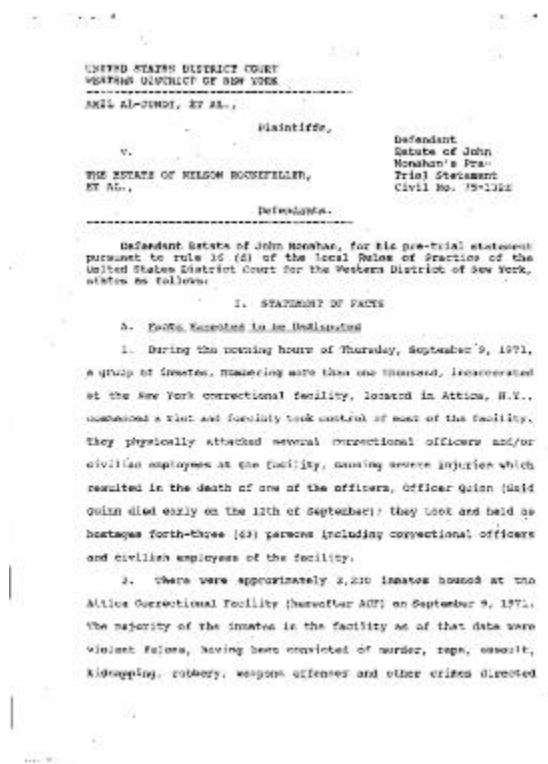 UNITED STATES DISTRICT COURT
WESTERN DISTRICT OF NEW YORK
AKIL AL-JUNDI, ET AL.,
Plaintiffs,
v.
THE ESTATE OF NELSON ROCKEFELLER,
ET AL.,
Defendants.
Defendant
Estate of John
Monahan's Pre-
Trial Statement
Civil No. 75-132
Defendant Estate of John Monahan, for his pre-trial statement
pursuant to rule 16 (d) of the local Rules of Practice of the
United States District Court for the Western District of New York,
states as follows:
I. STATEMENT OF FACTS
A. Facts Expected to be Undisputed
1. During the morning hours of Thursday, September 9, 1971,
a group of inmates, numbering more than one thousand, incarcerated
at the New York correctional facility, located in Attica, N.Y.,
commenced a riot and forcibly took control of most of the facility.
They physically attacked several correctional officers and/or
civilian employees at the facility, causing severe injuries which
resulted in the death of one of the officers, Officer Quinn (said
Quinn died early on the 12th of September); they took and held as
hostages forth-three (43) persons including correctional officers
and civilian employees of the facility.
2. There were approximately inmates housed at the
Attica Correctional Facility (hereafter ACF) on September 9, 1971.
The majority of the inmates in the facility as of that date were
violent felons, having been convicted of murder, rape, assault,
kidnapping, robbery, weapons offenses and other crimes directed